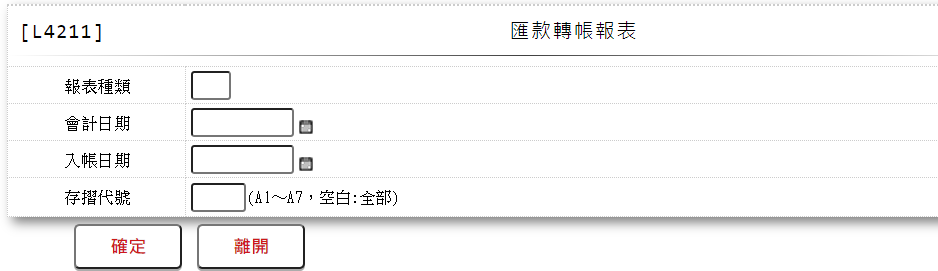 [L4211] 匯款轉帳報表
報表種類
會計日期
入帳日期
存摺代號 (A1～A7，空白:全部)
確定 離開